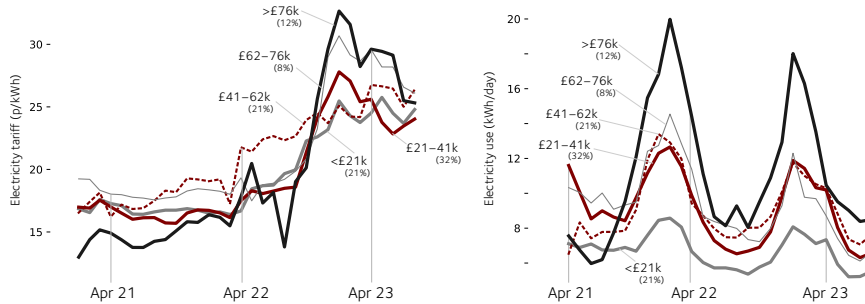 Electricity tariff (p/kWh)
30
25
20
15
>£76k
(12%)
£62–76k
(8%)
£41–62k
(21%)
<£21k
(21%)
£21–41k
(32%)
Apr 21
Apr 22
Apr 23
Electricity use (kWh/day)
20
16
12
8
>£76k
(12%)
£62–76k
(8%)
£41–62k
(21%)
£21–41k
(32%)
<£21k
(21%)
Apr 21
Apr 22
Apr 23